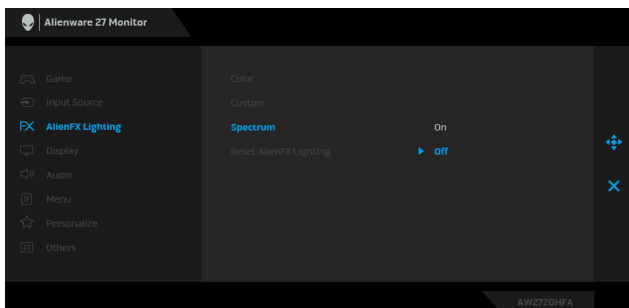 Alienware 27 Monitor
Game
Input Source
AlienFX Lighting
Display
Audio
Menu
Personalize
Others
Color
Custom
Spectrum On
Reset AlienFX Lighting Off
AW2720HFA